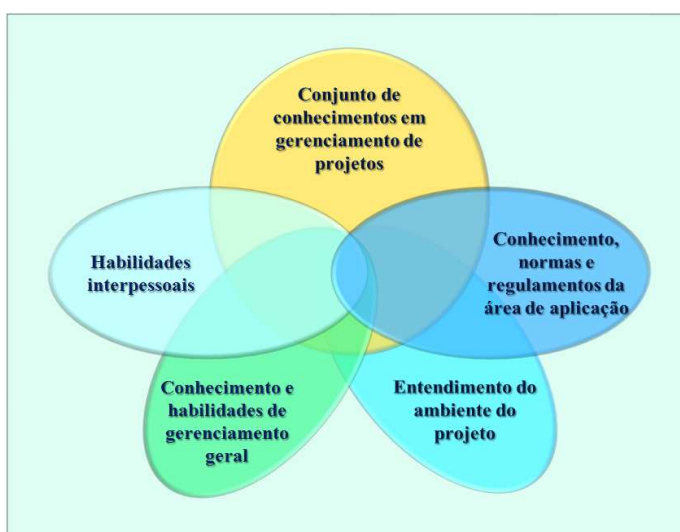 Conjunto de
conhecimentos em
gerenciamento de
projetos
Habilidades
interpessoais
Conhecimento,
normas e
regulamentos da
área de aplicação
Conhecimento e
habilidades de
gerenciamento
geral
Entendimento do
ambiente do
projeto